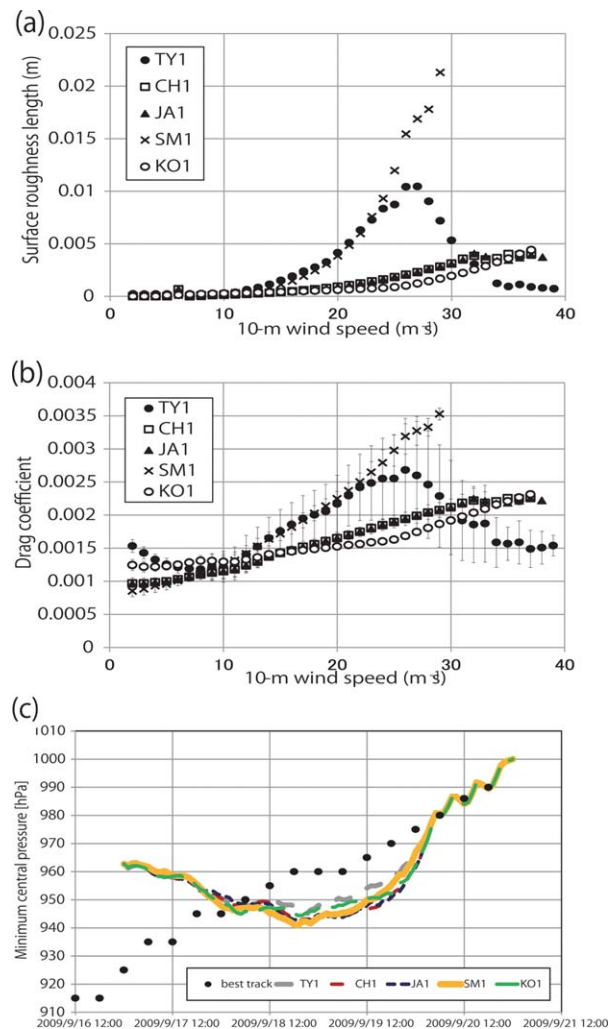 (a)
0.025
0.02
0.015
0.01
0.005
0
Surface roughness length (m)
TY1
CH1
JA1
SM1
KO1
0 10 20 30 40
10-m wind speed (m⁻¹s)
(b)
0.004
0.0035
0.003
0.0025
0.002
0.0015
0.001
0.0005
0
Drag coefficient
TY1
CH1
JA1
SM1
KO1
0 10 20 30 40
10-m wind speed (m⁻¹s)
(c)
1010
1000
990
980
970
960
950
940
930
920
910
Minimum central pressure [hPa]
best track TY1 CH1 JA1 SM1 KO1
2009/9/16 12:00 2009/9/17 12:00 2009/9/18 12:00 2009/9/19 12:00 2009/9/20 12:00 2009/9/21 12:00